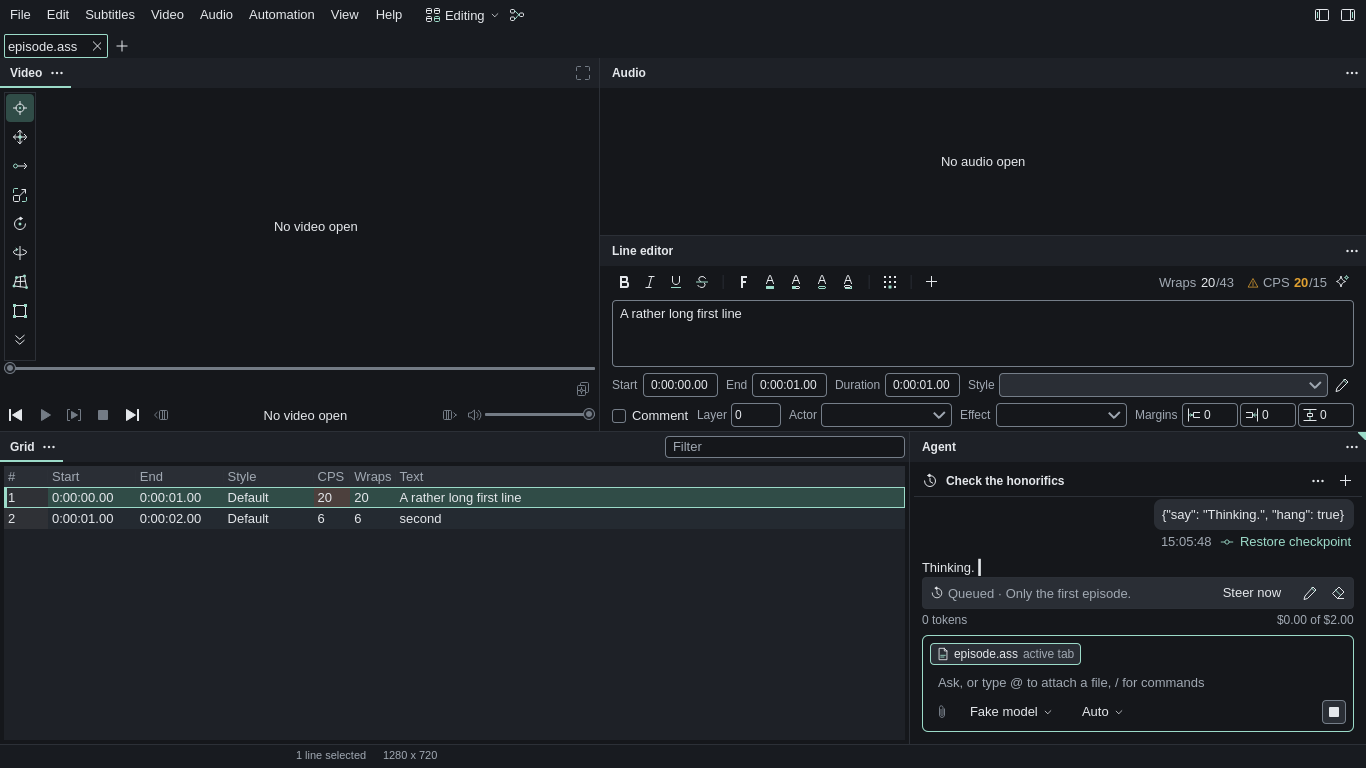 File Edit Subtitles Video Audio Automation View Help Editing
episode.ass
Video
Audio
No video open
No audio open
Line editor
B I U S F A A A A Wraps 20/43 CPS 20/15
A rather long first line
Start 0:00:00.00 End 0:00:01.00 Duration 0:00:01.00 Style
No video open
Comment Layer 0 Actor Effect Margins 0 0 0
Grid Filter
# Start End Style CPS Wraps Text
1 0:00:00.00 0:00:01.00 Default 20 20 A rather long first line
2 0:00:01.00 0:00:02.00 Default 6 6 second
Agent
Check the honorifics
{"say": "Thinking.", "hang": true}
15:05:48 Restore checkpoint
Thinking.
Queued · Only the first episode. Steer now
0 tokens $0.00 of $2.00
episode.ass active tab
Ask, or type @ to attach a file, / for commands
Fake model Auto
1 line selected 1280 x 720